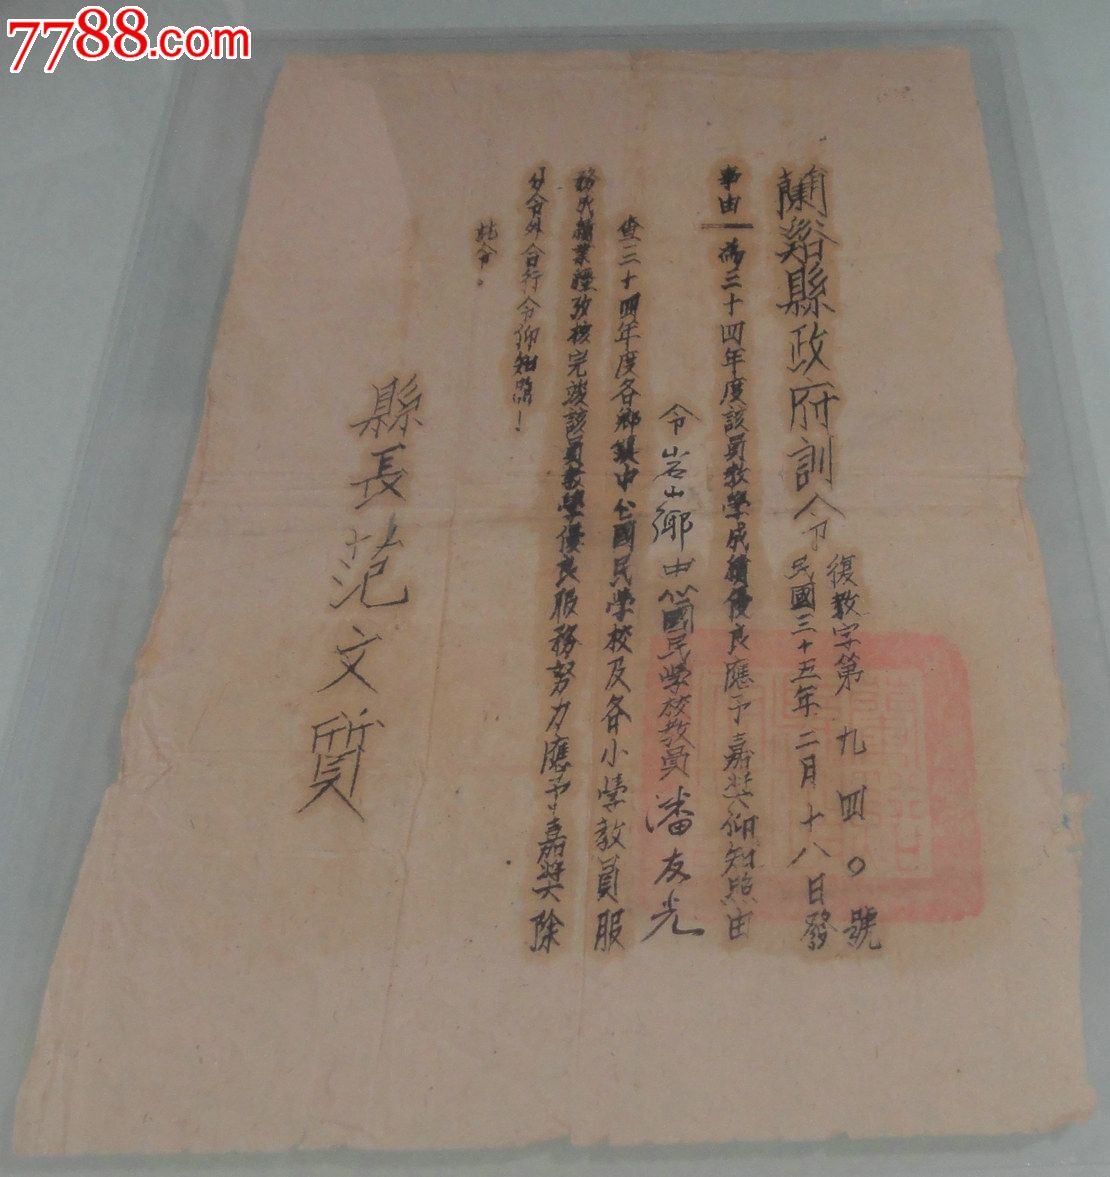 7788.com
蘭谿縣政府訓令
復教字第九四〇號
民國三十五年二月十八日發
事由 為三十四年度該員教學成績優良應予嘉奨仰知照由
令岩山鄉中心國民學校教員潘友光
查三十四年度各鄉鎮中心國民學校及各小學教員服
務成績業經攷核完竣該員教學優良服務努力應予嘉奨除
分令外合行令仰知照！
此令。
縣長范文質